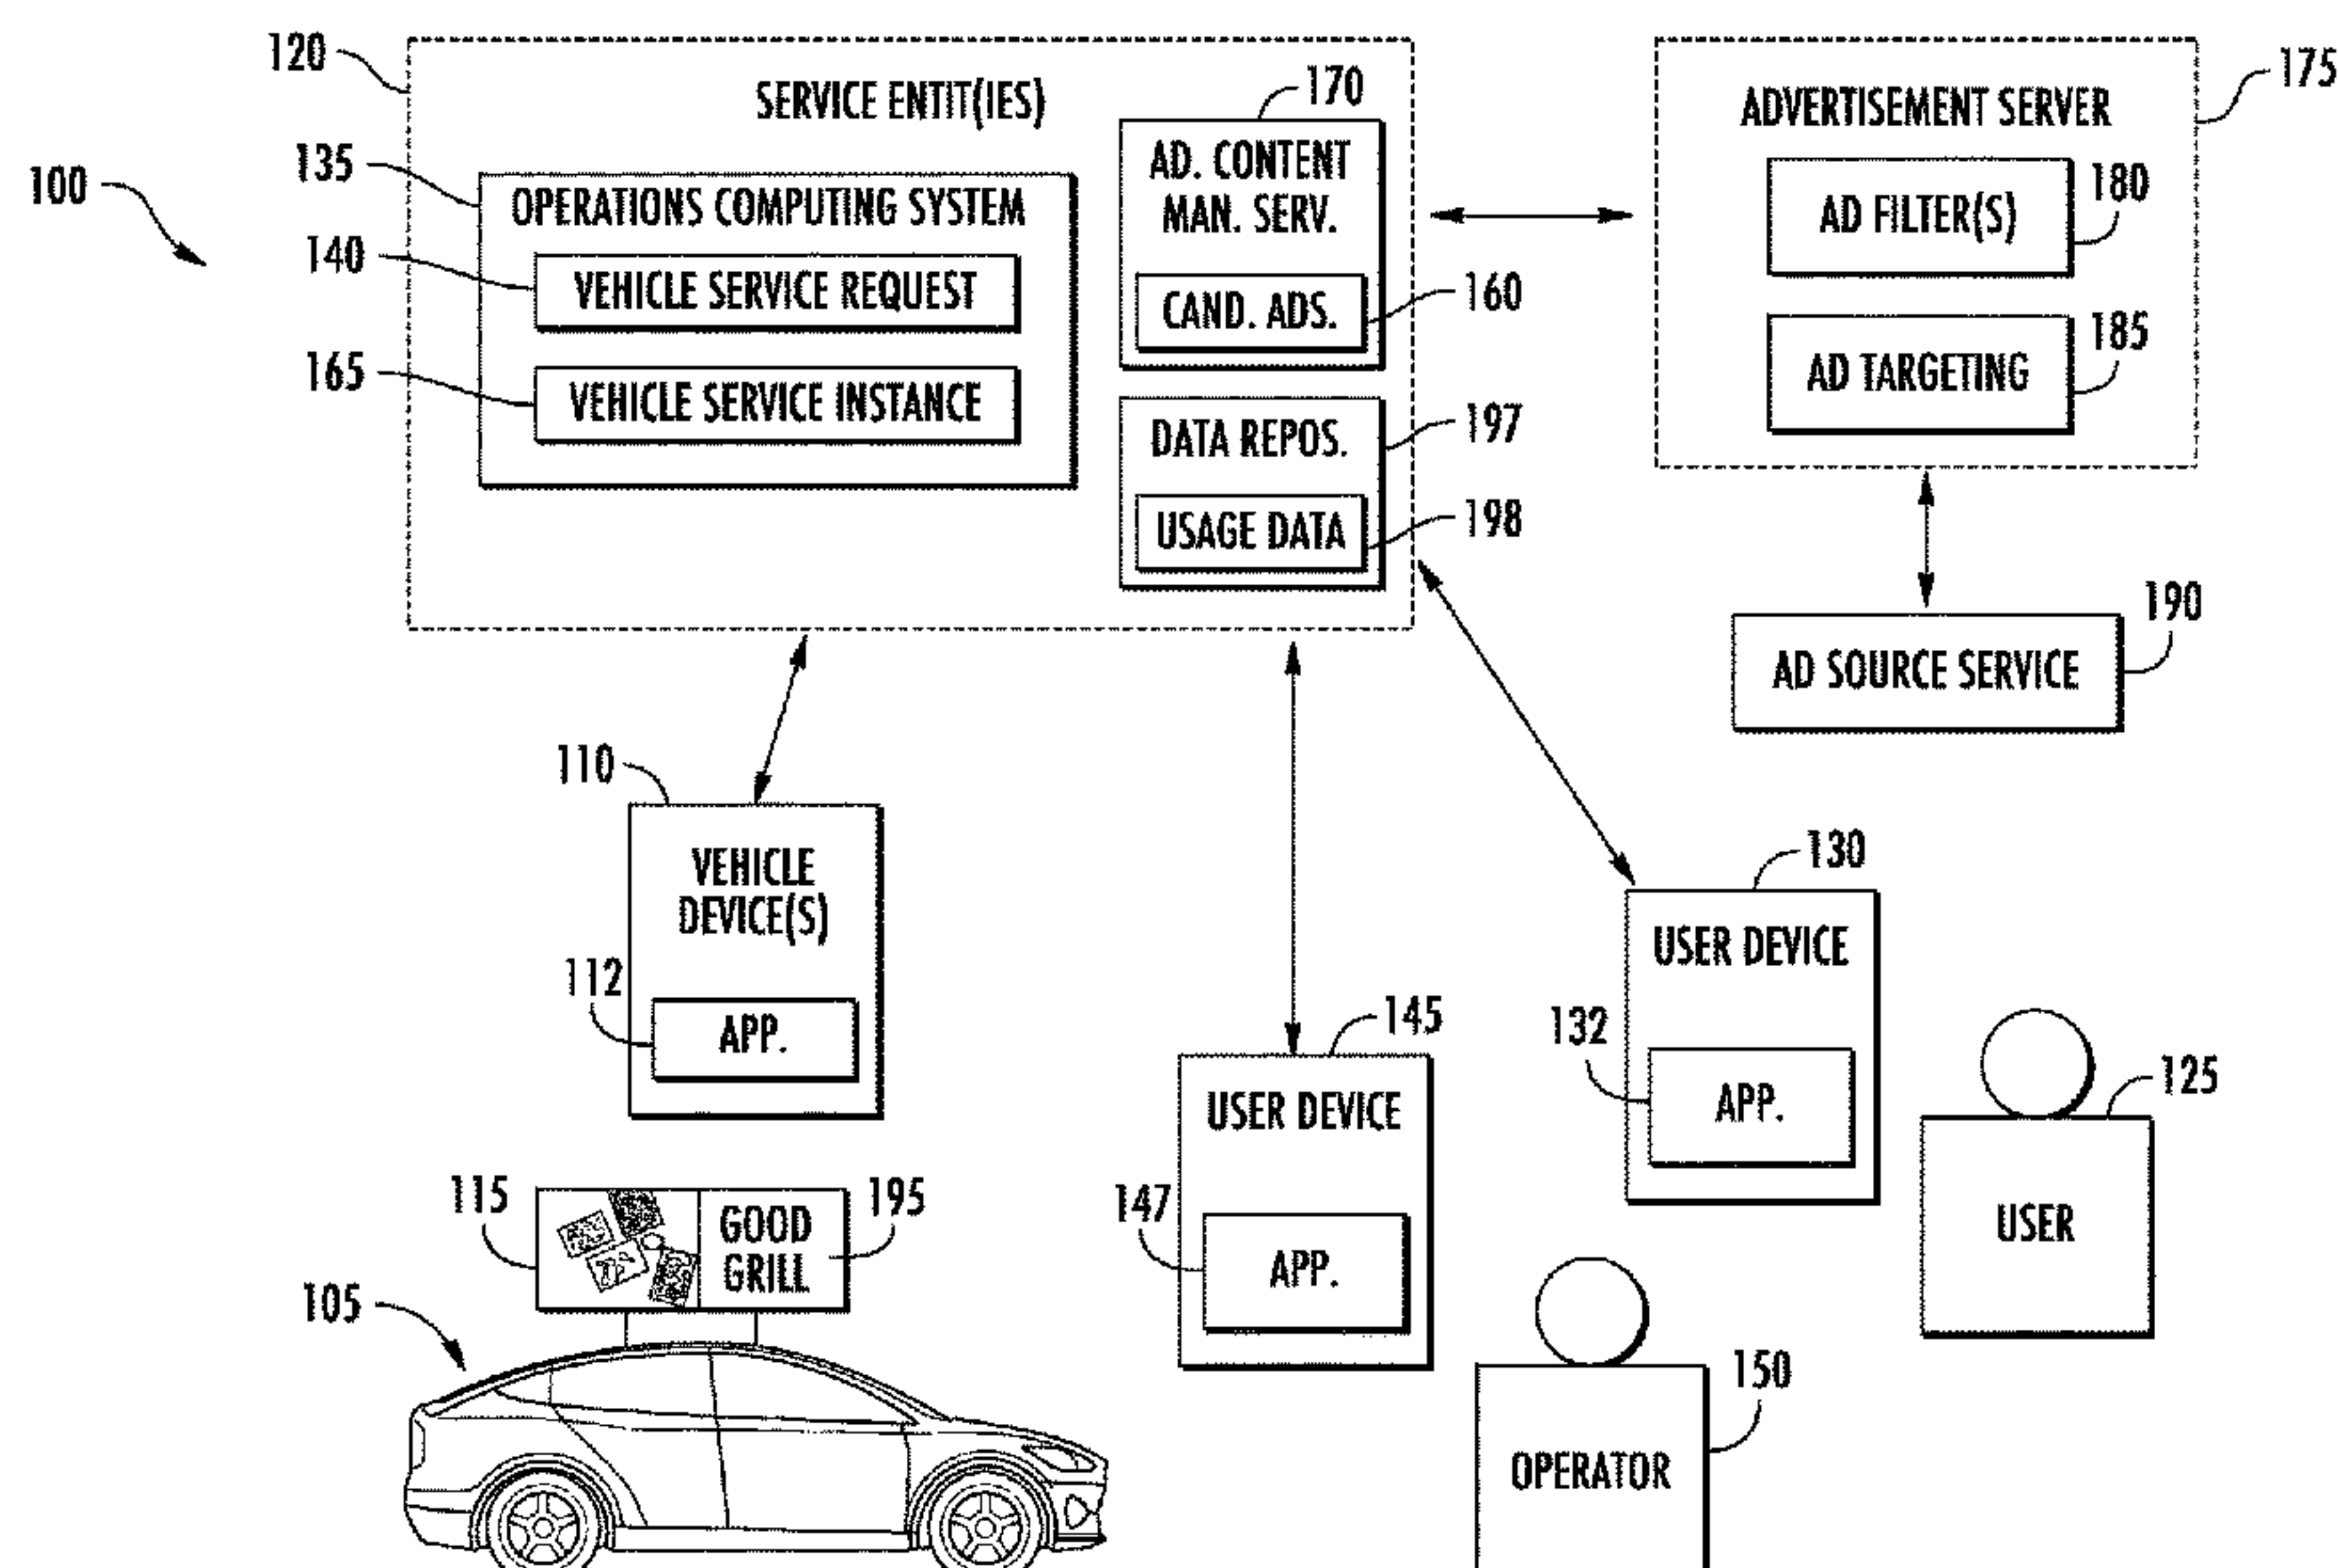 120
SERVICE ENTIT(IES)
170
175
ADVERTISEMENT SERVER
100
135
OPERATIONS COMPUTING SYSTEM
AD. CONTENT
MAN. SERV.
180
AD FILTER(S)
140
VEHICLE SERVICE REQUEST
CAND. ADS.
160
185
AD TARGETING
165
VEHICLE SERVICE INSTANCE
DATA REPOS.
197
USAGE DATA
198
190
AD SOURCE SERVICE
110
VEHICLE
DEVICE(S)
112
APP.
130
USER DEVICE
132
APP.
145
USER DEVICE
147
APP.
125
USER
115
GOOD
GRILL
195
105
150
OPERATOR